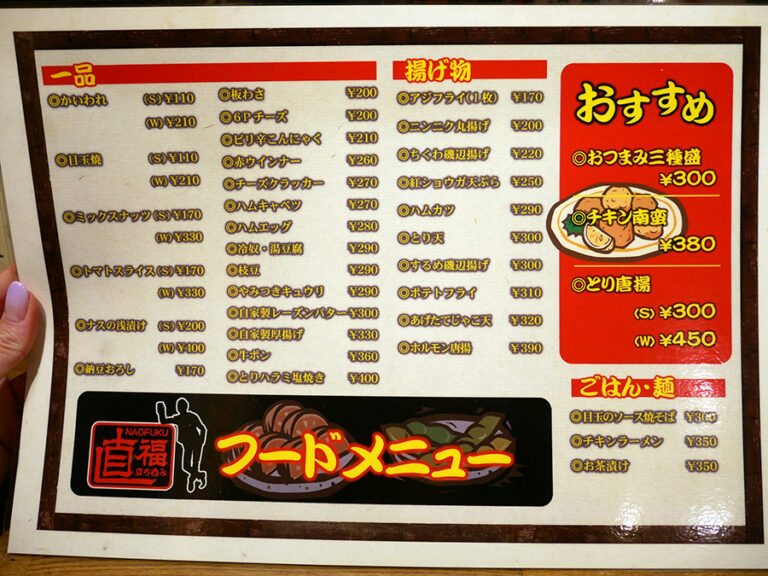 一品
◎かいわれ (S)¥110
(W)¥210
◎目玉焼 (S)¥110
(W)¥210
◎ミックスナッツ (S)¥170
(W)¥330
◎トマトスライス (S)¥170
(W)¥330
◎ナスの浅漬け (S)¥200
(W)¥400
◎納豆おろし ¥170
◎板わさ ¥200
◎6Pチーズ ¥200
◎ピリ辛こんにゃく ¥210
◎赤ウインナー ¥260
◎チーズクラッカー ¥270
◎ハムキャベツ ¥270
◎ハムエッグ ¥280
◎冷奴・湯豆腐 ¥290
◎枝豆 ¥290
◎やみつきキュウリ ¥290
◎自家製レーズンバター ¥300
◎自家製厚揚げ ¥330
◎牛ポン ¥360
◎とりハラミ塩焼き ¥400
揚げ物
◎アジフライ(1枚) ¥170
◎ニンニク丸揚げ ¥200
◎ちくわ磯辺揚げ ¥220
◎紅ショウガ天ぷら ¥250
◎ハムカツ ¥290
◎とり天 ¥300
◎するめ磯辺揚げ ¥300
◎ポテトフライ ¥310
◎あげたてじゃこ天 ¥320
◎ホルモン唐揚 ¥390
おすすめ
◎おつまみ三種盛
¥300
◎チキン南蛮
¥380
◎とり唐揚
(S) ¥300
(W) ¥450
ごはん・麺
◎目玉のソース焼そば ¥300
◎チキンラーメン ¥350
◎お茶漬け ¥350
NAOFUKU
直福
立ち呑み
フードメニュー